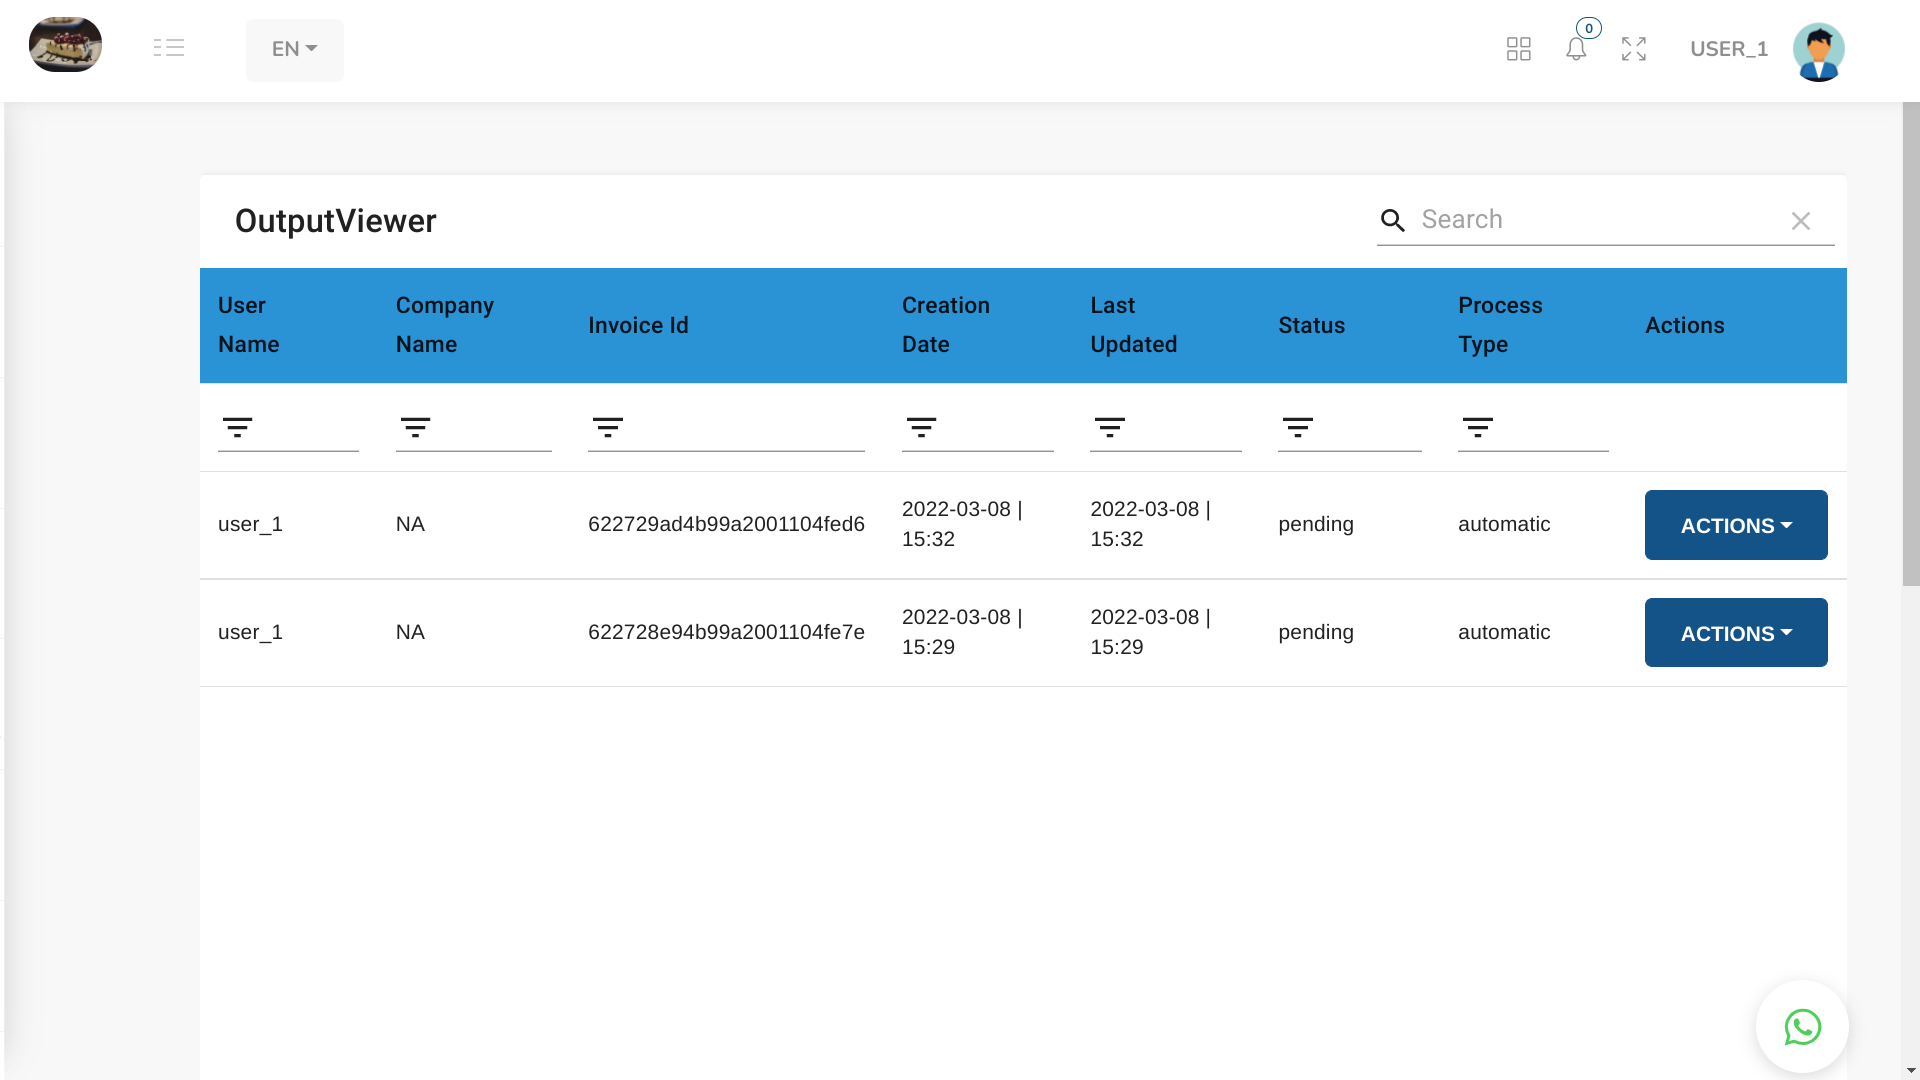 EN
0
USER_1
OutputViewer
Search
User Name
Company Name
Invoice Id
Creation Date
Last Updated
Status
Process Type
Actions
user_1
NA
622729ad4b99a2001104fed6
2022-03-08 |
15:32
2022-03-08 |
15:32
pending
automatic
ACTIONS
user_1
NA
622728e94b99a2001104fe7e
2022-03-08 |
15:29
2022-03-08 |
15:29
pending
automatic
ACTIONS